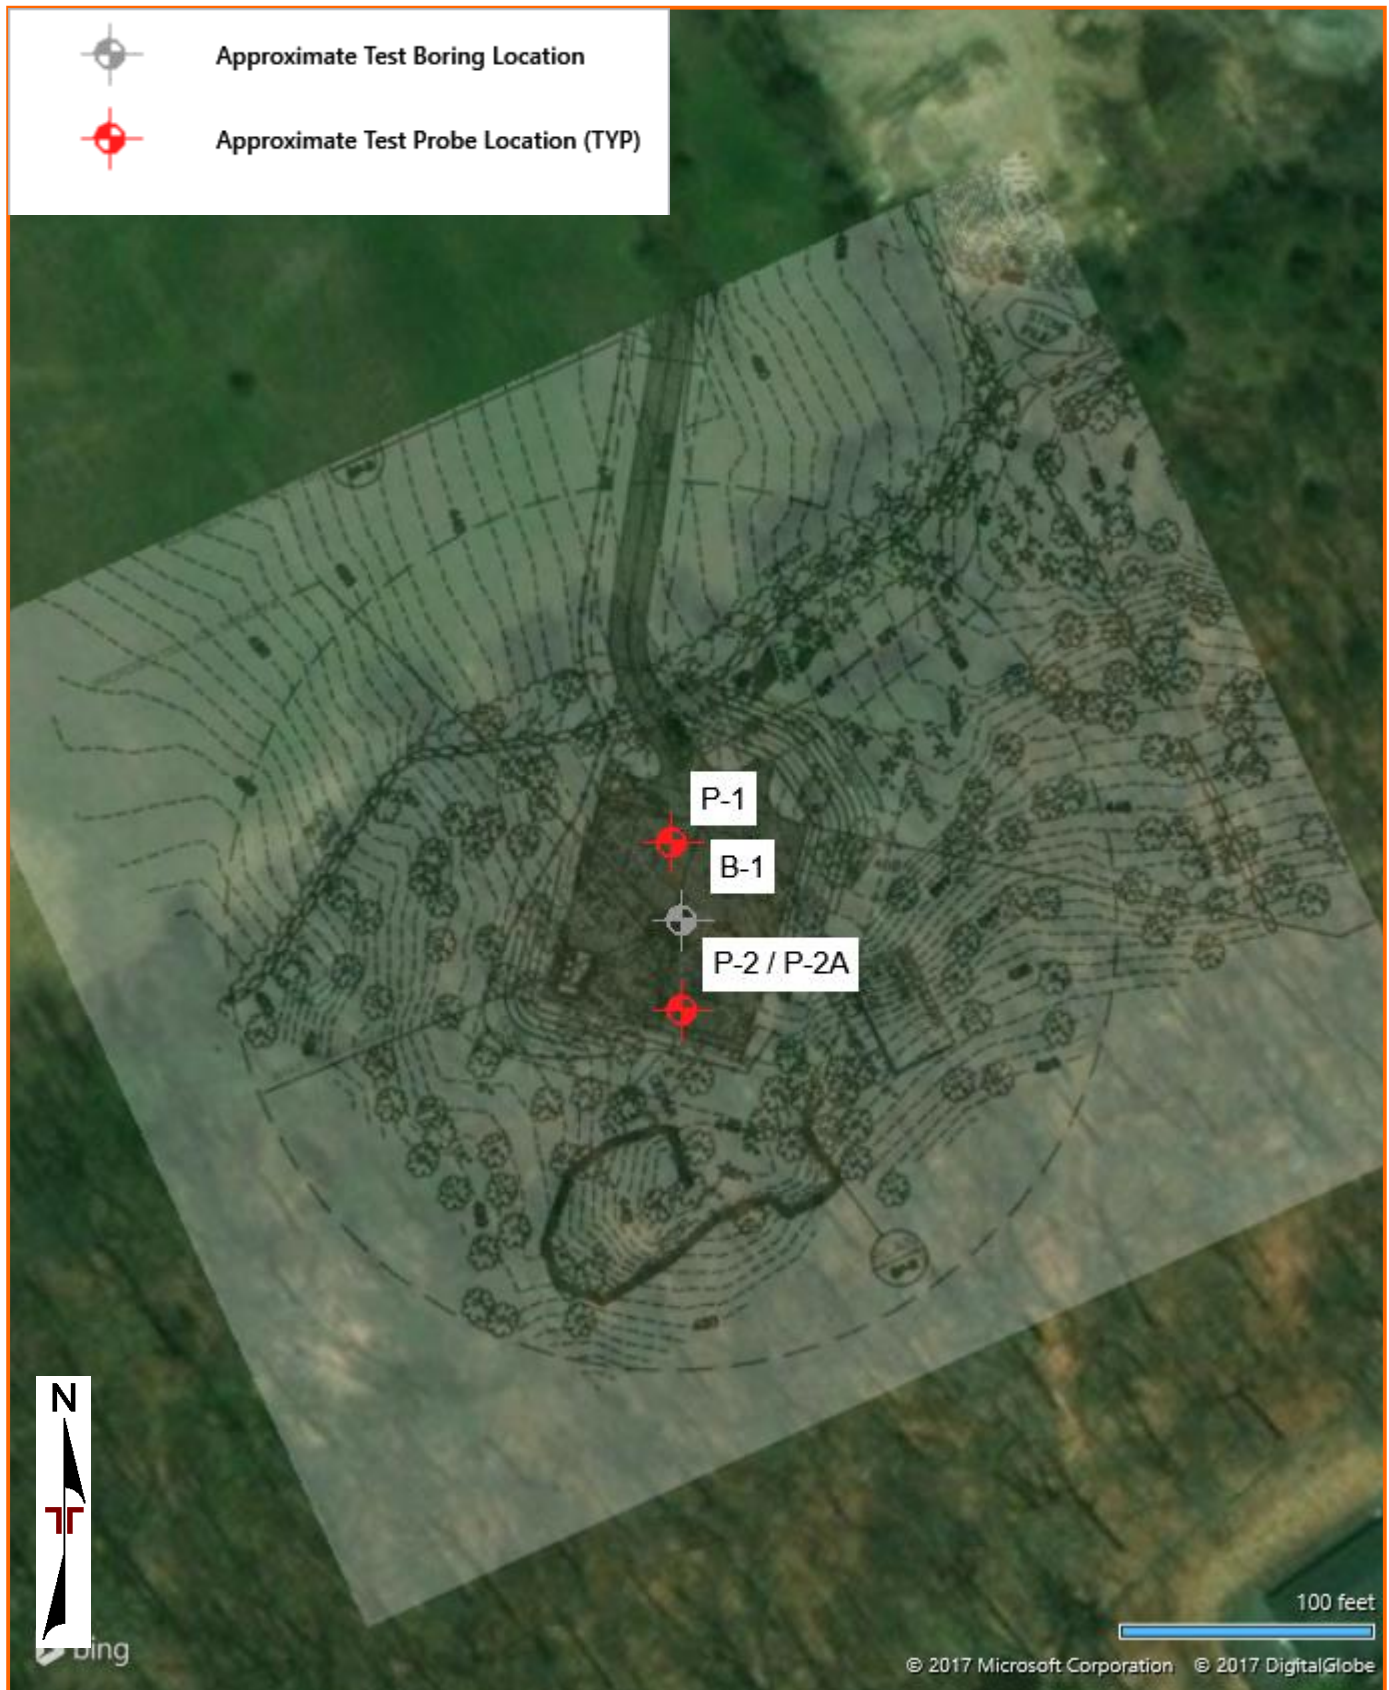 Approximate Test Boring Location
Approximate Test Probe Location (TYP)
P-1
B-1
P-2 / P-2A
N
100 feet
bing
© 2017 Microsoft Corporation © 2017 DigitalGlobe